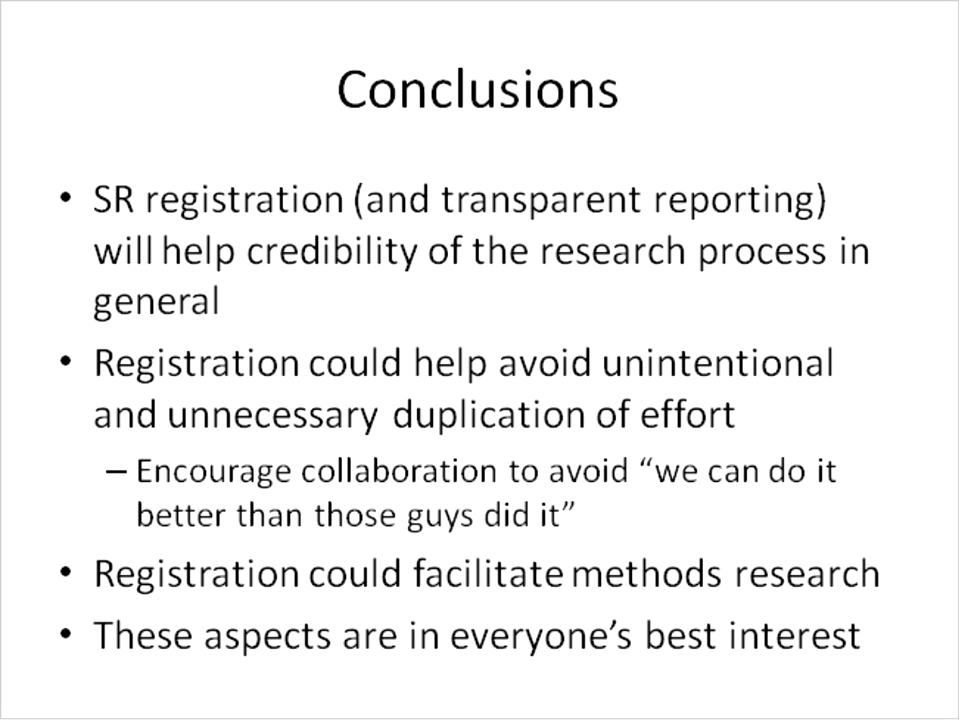 Conclusions
• SR registration (and transparent reporting)
will help credibility of the research process in
general
• Registration could help avoid unintentional
and unnecessary duplication of effort
– Encourage collaboration to avoid “we can do it
better than those guys did it”
• Registration could facilitate methods research
• These aspects are in everyone’s best interest